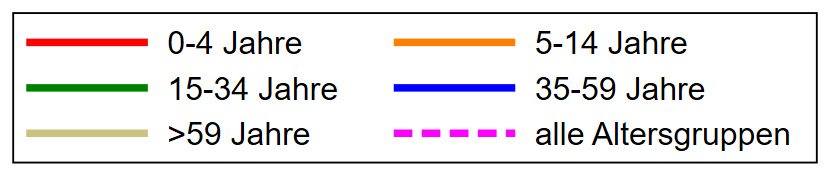 0-4 Jahre 5-14 Jahre
15-34 Jahre 35-59 Jahre
>59 Jahre alle Altersgruppen